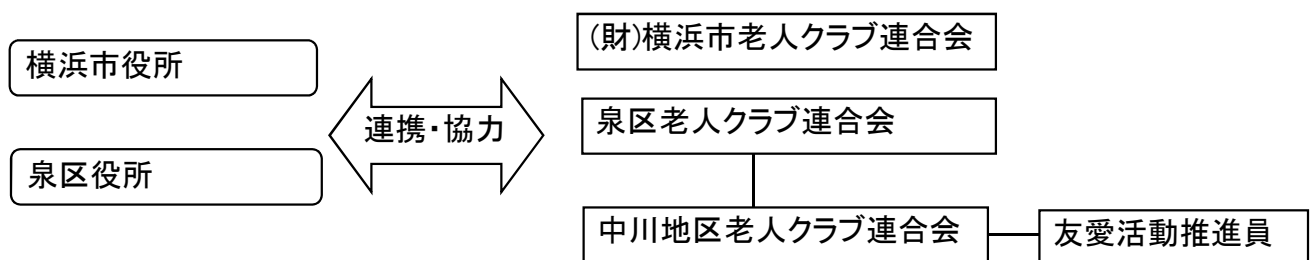 横浜市役所
泉区役所
連携・協力
(財)横浜市老人クラブ連合会
泉区老人クラブ連合会
中川地区老人クラブ連合会
友愛活動推進員